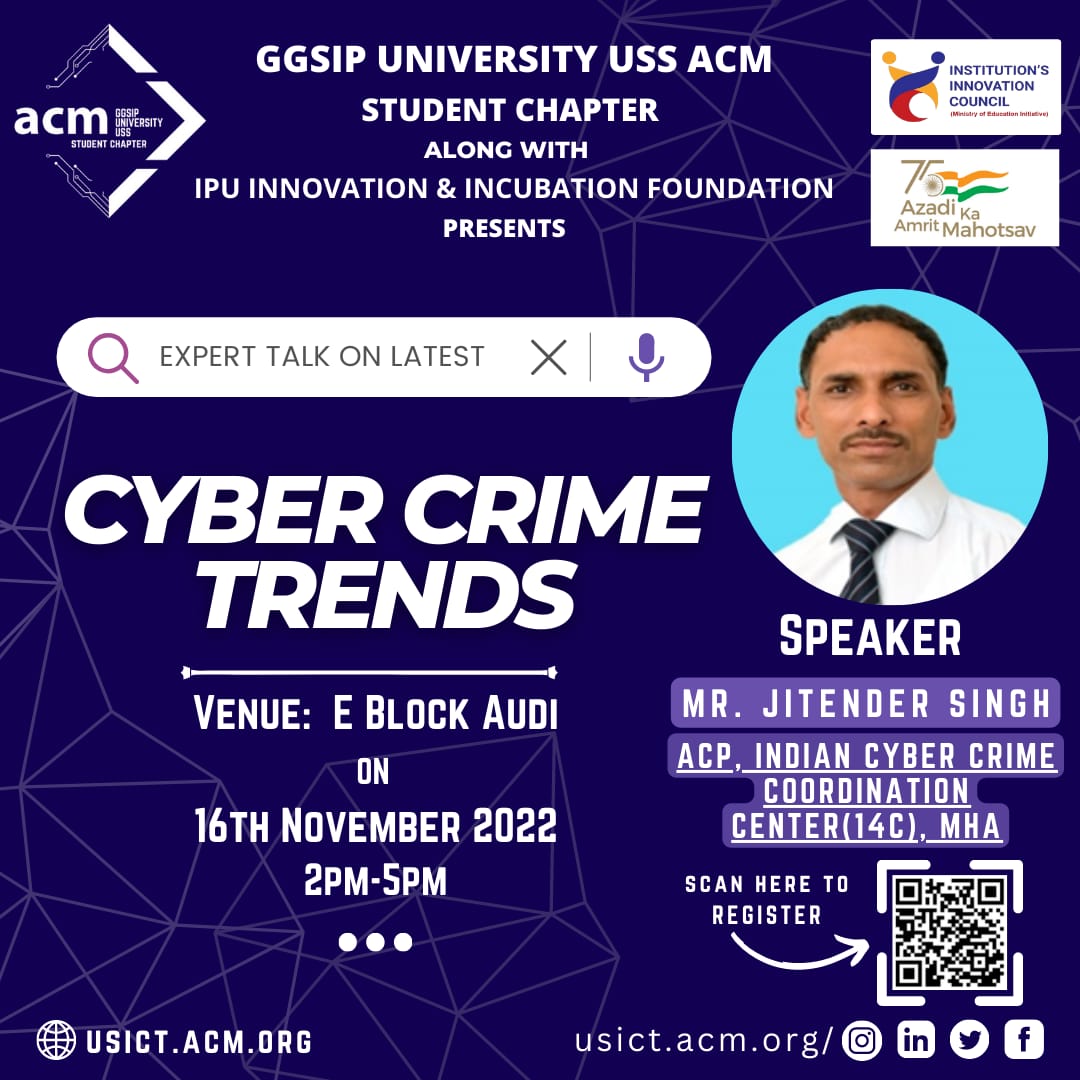 acm
GGSIP
UNIVERSITY
USS
STUDENT CHAPTER
GGSIP UNIVERSITY USS ACM
STUDENT CHAPTER
ALONG WITH
IPU INNOVATION & INCUBATION FOUNDATION
PRESENTS
INSTITUTION'S
INNOVATION
COUNCIL
(Ministry of Education Initiative)
75
Azadi Ka
Amrit Mahotsav
EXPERT TALK ON LATEST
CYBER CRIME
TRENDS
VENUE: E BLOCK AUDI
ON
16TH NOVEMBER 2022
2PM-5PM
SPEAKER
MR. JITENDER SINGH
ACP, INDIAN CYBER CRIME
COORDINATION
CENTER(14C), MHA
SCAN HERE TO
REGISTER
USICT.ACM.ORG
usict.acm.org/